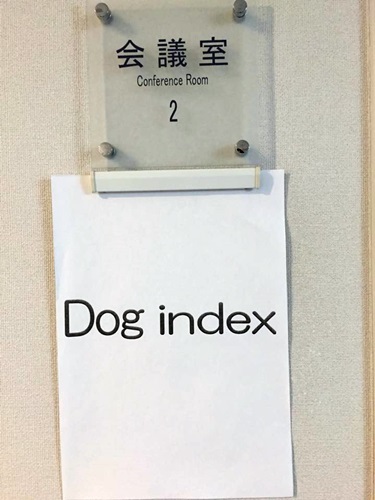 会議室
Conference Room
2
Dog index